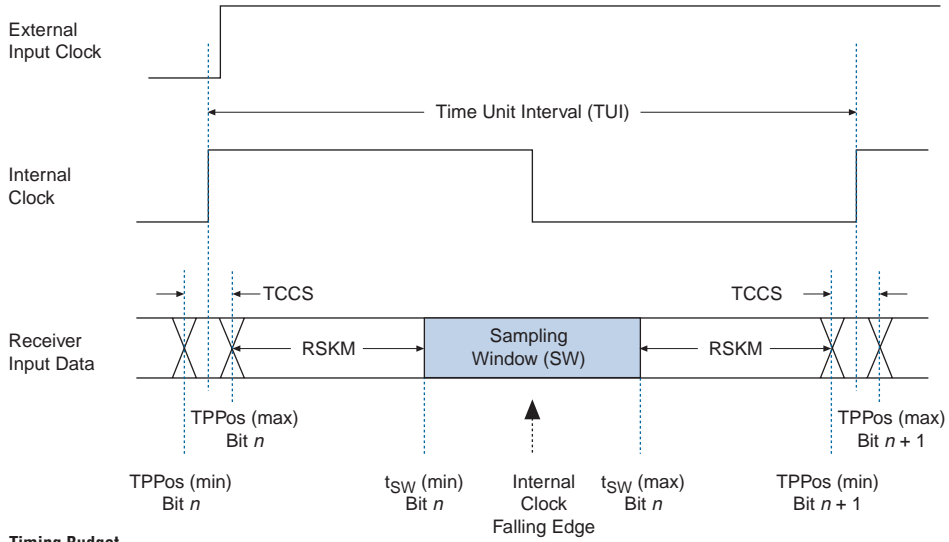 External
Input Clock
Time Unit Interval (TUI)
Internal
Clock
TCCS
TCCS
Receiver
Input Data
RSKM
Sampling
Window (SW)
RSKM
TPPos (max)
Bit n
TPPos (max)
Bit n + 1
TPPos (min)
Bit n
tSW (min)
Bit n
Internal
Clock
Falling Edge
tSW (max)
Bit n
TPPos (min)
Bit n + 1
Timing Budget